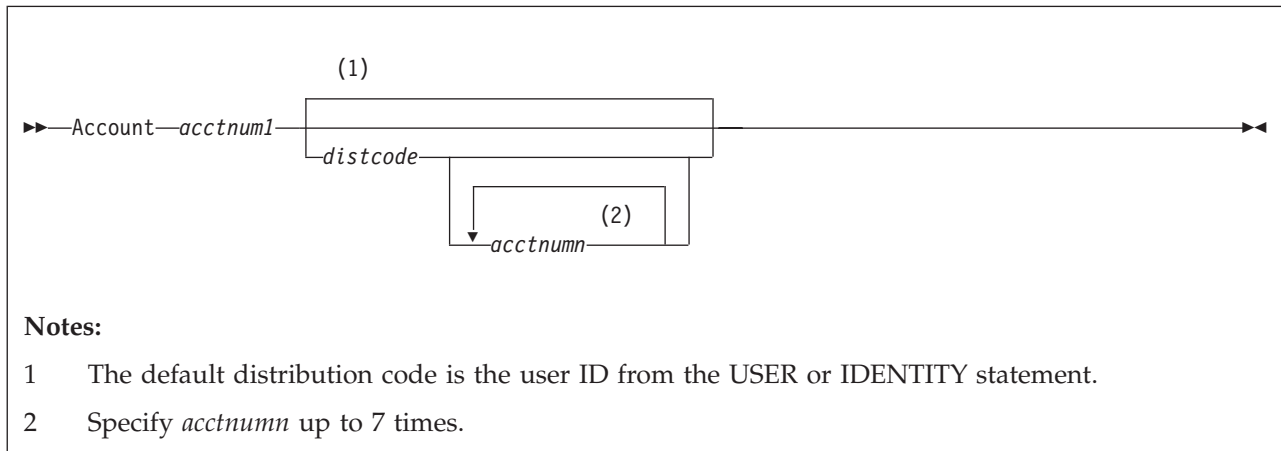 (1)
Account acctnum1
distcode
(2)
acctnumn
Notes:
1 The default distribution code is the user ID from the USER or IDENTITY statement.
2 Specify acctnumn up to 7 times.